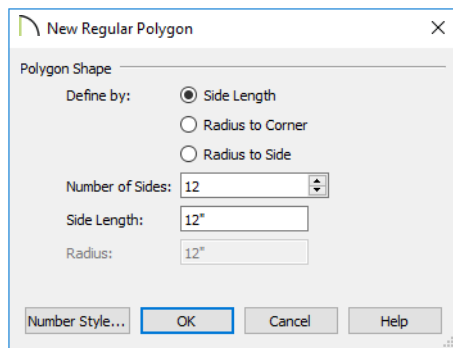 New Regular Polygon
Polygon Shape
Define by: Side Length
Radius to Corner
Radius to Side
Number of Sides: 12
Side Length: 12"
Radius: 12"
Number Style... OK Cancel Help